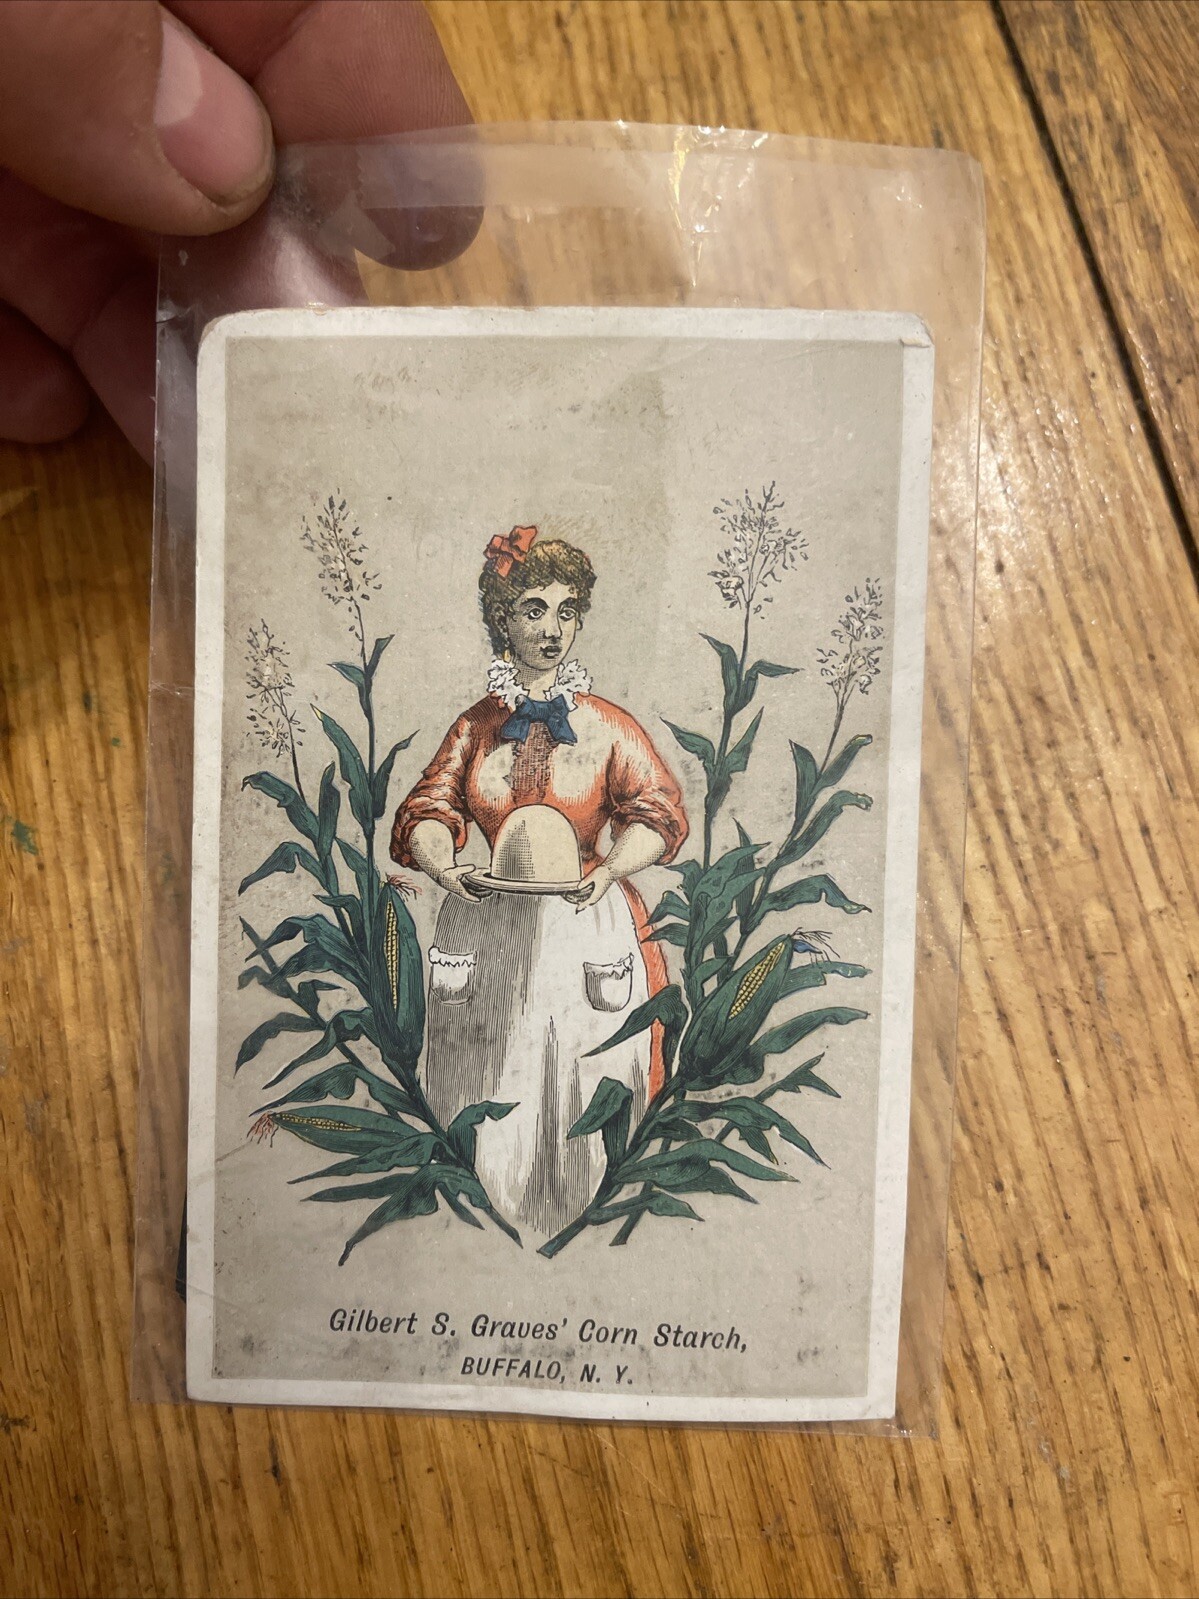 Gilbert S. Graves' Corn Starch,
BUFFALO, N. Y.